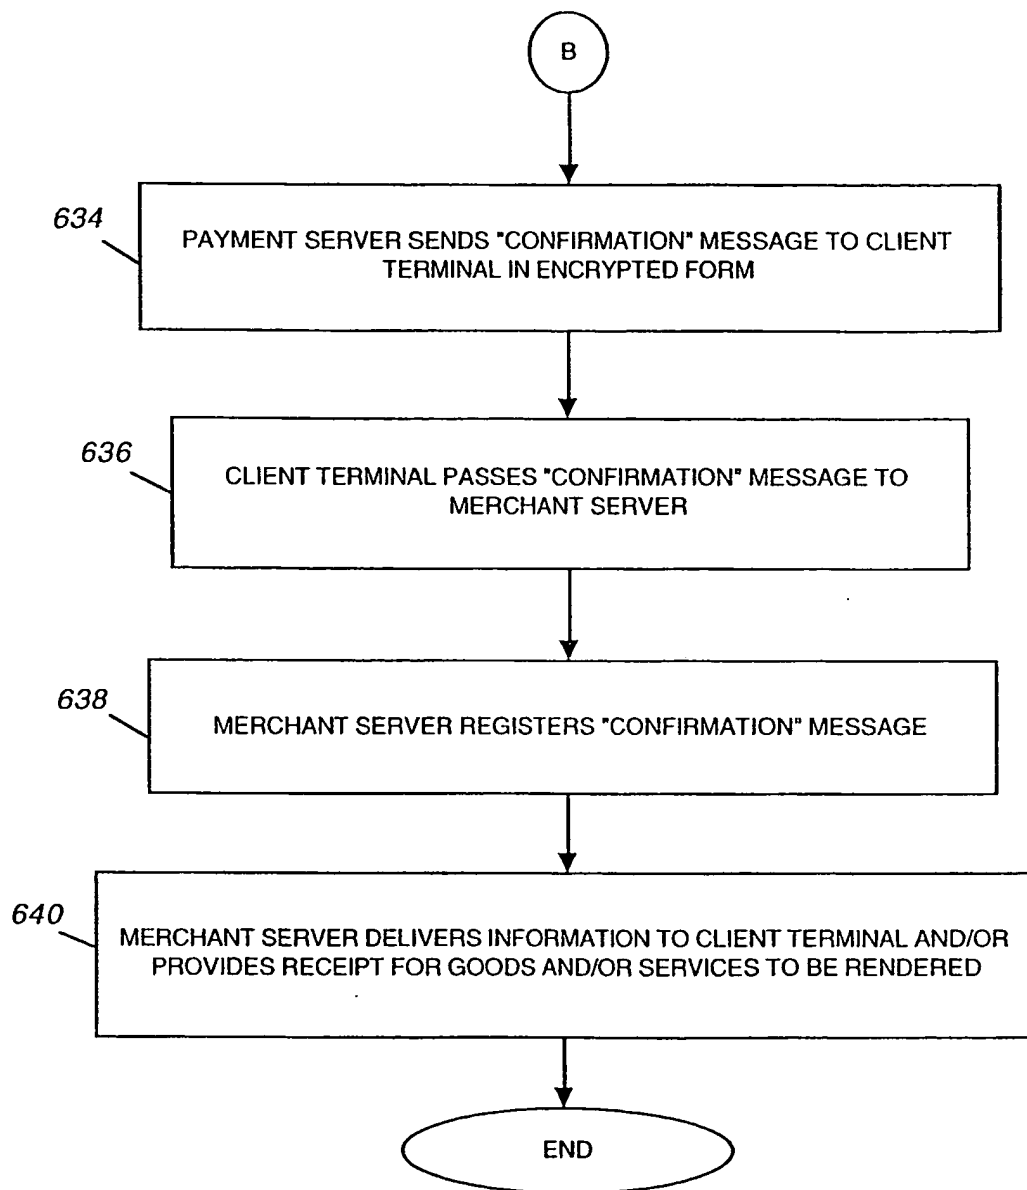 B
634
PAYMENT SERVER SENDS "CONFIRMATION" MESSAGE TO CLIENT
TERMINAL IN ENCRYPTED FORM
636
CLIENT TERMINAL PASSES "CONFIRMATION" MESSAGE TO
MERCHANT SERVER
638
MERCHANT SERVER REGISTERS "CONFIRMATION" MESSAGE
640
MERCHANT SERVER DELIVERS INFORMATION TO CLIENT TERMINAL AND/OR
PROVIDES RECEIPT FOR GOODS AND/OR SERVICES TO BE RENDERED
END